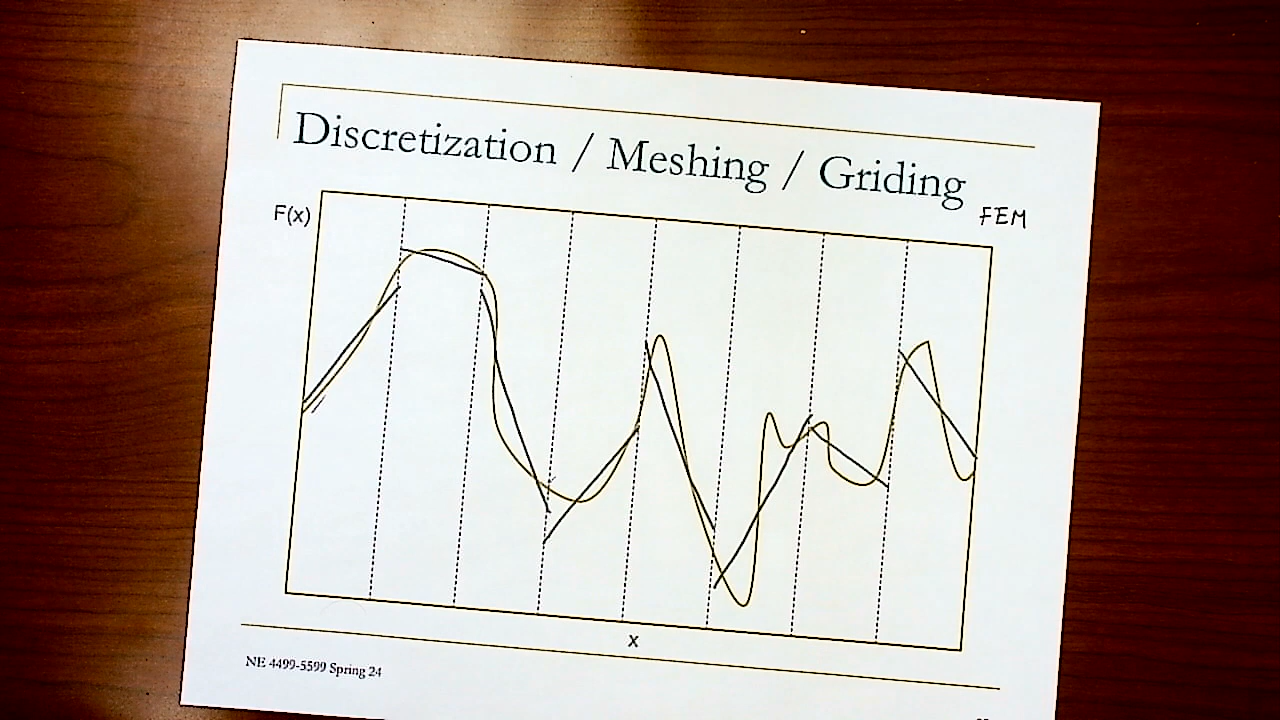 Discretization / Meshing / Griding
F(x)
FEM
x
NE 4499-5599 Spring 24